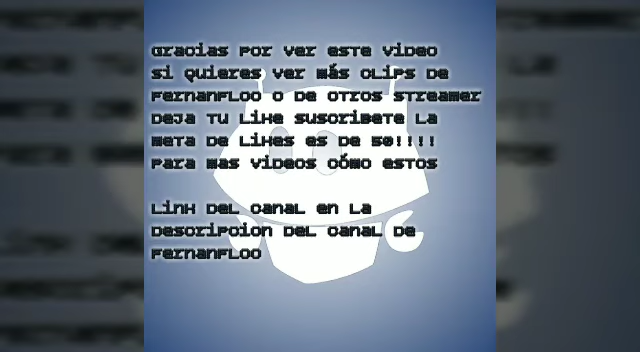 Gracias por ver este video
si quieres ver más clips de
Fernanfloo o de otros streamer
deja tu like suscribete la
meta de likes es de 50!!!!
para mas videos cómo estos
Link del canal en la
descripcion del canal de
Fernanfloo